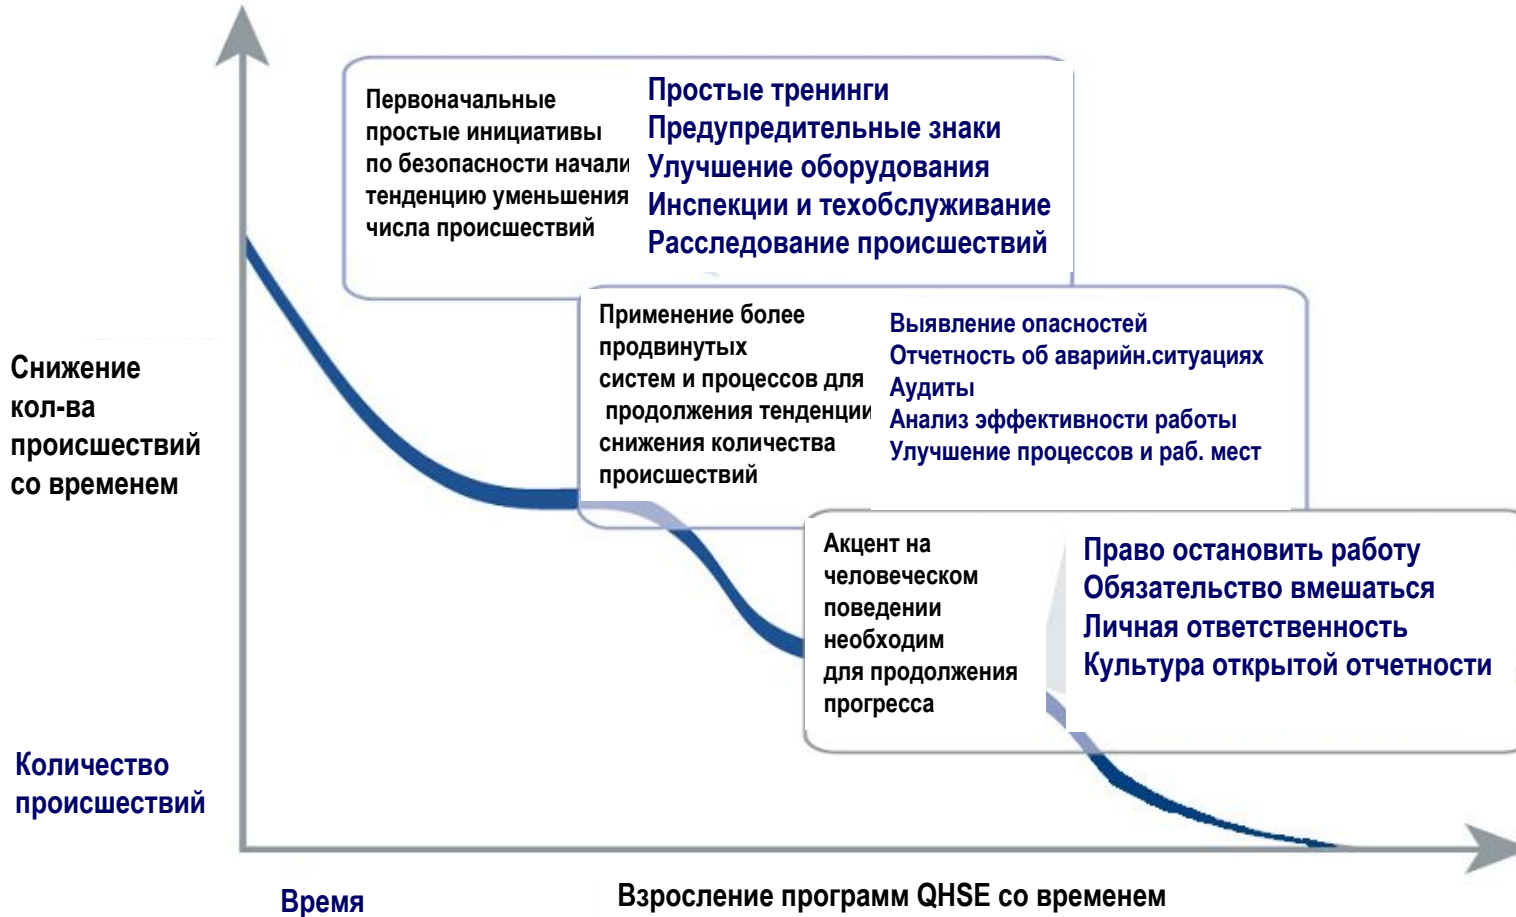 Первоначальные
простые инициативы
по безопасности начали
тенденцию уменьшения
числа происшествий
Простые тренинги
Предупредительные знаки
Улучшение оборудования
Инспекции и техобслуживание
Расследование происшествий
Применение более
продвинутых
систем и процессов для
продолжения тенденции
снижения количества
происшествий
Выявление опасностей
Отчетность об аварийн.ситуациях
Аудиты
Анализ эффективности работы
Улучшение процессов и раб. мест
Снижение
кол-ва
происшествий
со временем
Акцент на
человеческом
поведении
необходим
для продолжения
прогресса
Право остановить работу
Обязательство вмешаться
Личная ответственность
Культура открытой отчетности
Количество
происшествий
Время
Взросление программ QHSE со временем